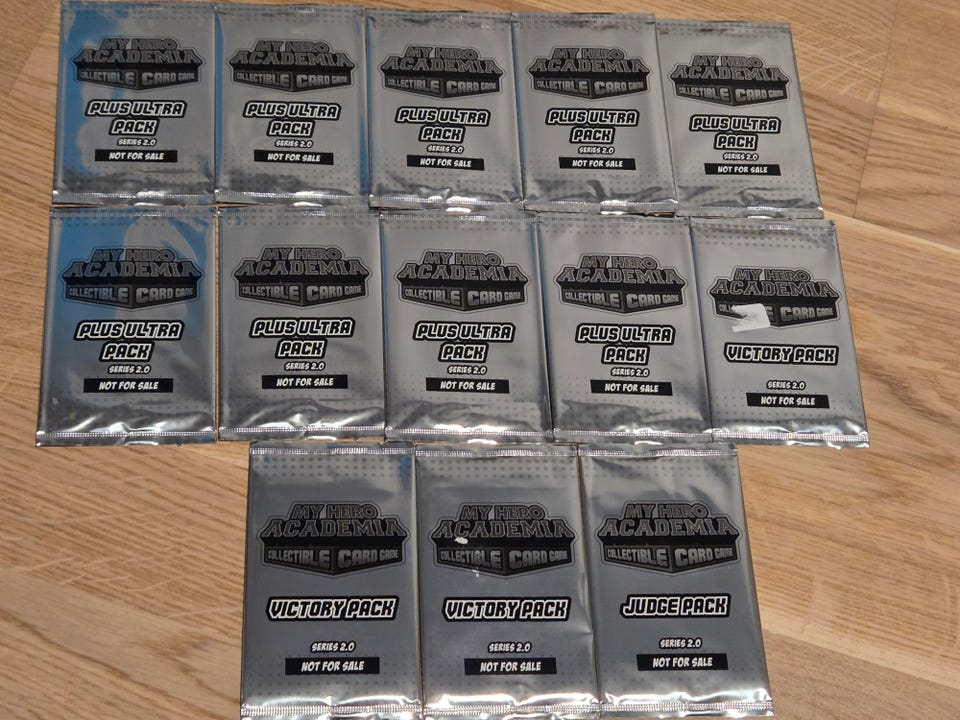 MY HERO
ACADEMIA
COLLECTIBLE CARD GAME
PLUS ULTRA
PACK
SERIES 2.0
NOT FOR SALE
MY HERO
ACADEMIA
COLLECTIBLE CARD GAME
PLUS ULTRA
PACK
SERIES 2.0
NOT FOR SALE
MY HERO
ACADEMIA
COLLECTIBLE CARD GAME
PLUS ULTRA
PACK
SERIES 2.0
NOT FOR SALE
MY HERO
ACADEMIA
COLLECTIBLE CARD GAME
PLUS ULTRA
PACK
SERIES 2.0
NOT FOR SALE
MY HERO
ACADEMIA
COLLECTIBLE CARD GAME
PLUS ULTRA
PACK
SERIES 2.0
NOT FOR SALE
MY HERO
ACADEMIA
COLLECTIBLE CARD GAME
PLUS ULTRA
PACK
SERIES 2.0
NOT FOR SALE
MY HERO
ACADEMIA
COLLECTIBLE CARD GAME
PLUS ULTRA
PACK
SERIES 2.0
NOT FOR SALE
MY HERO
ACADEMIA
COLLECTIBLE CARD GAME
PLUS ULTRA
PACK
SERIES 2.0
NOT FOR SALE
MY HERO
ACADEMIA
COLLECTIBLE CARD GAME
PLUS ULTRA
PACK
SERIES 2.0
NOT FOR SALE
MY HERO
ACADEMIA
CARD GAME
VICTORY PACK
SERIES 2.0
NOT FOR SALE
MY HERO
ACADEMIA
COLLECTIBLE CARD GAME
VICTORY PACK
SERIES 2.0
NOT FOR SALE
MY HERO
ACADEMIA
COLLECTIBLE CARD GAME
VICTORY PACK
SERIES 2.0
NOT FOR SALE
MY HERO
ACADEMIA
COLLECTIBLE CARD GAME
JUDGE PACK
SERIES 2.0
NOT FOR SALE